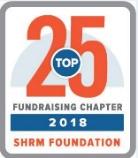 25
TOP
FUNDRAISING CHAPTER
2018
SHRM FOUNDATION